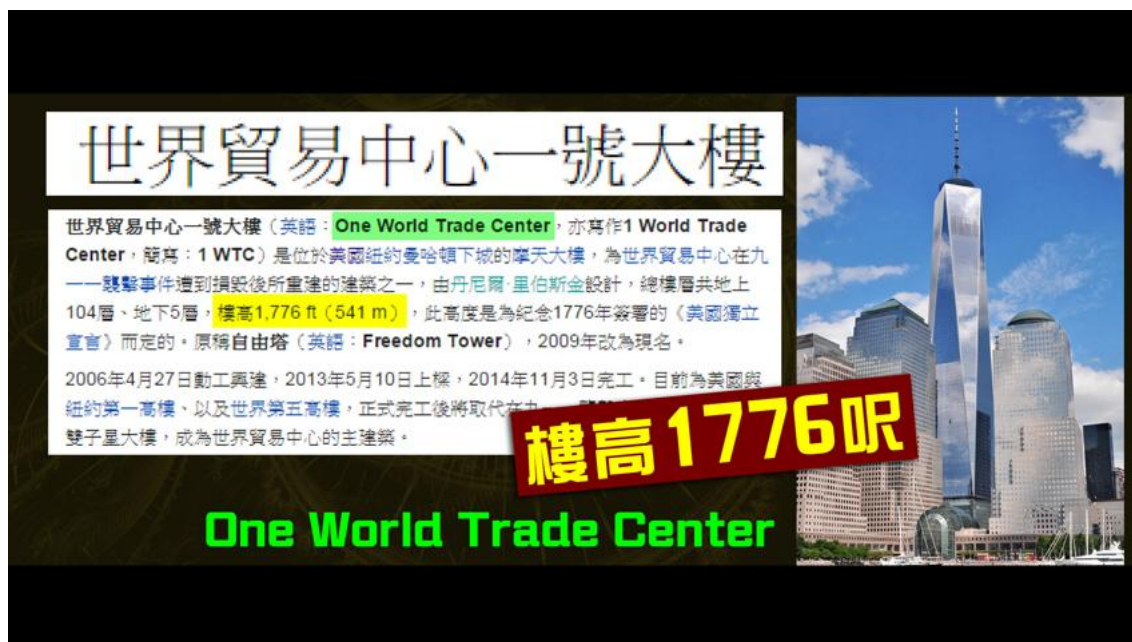 世界貿易中心一號大樓
世界貿易中心一號大樓（英語：One World Trade Center，亦寫作1 World Trade
Center，簡寫：1 WTC）是位於美國紐約曼哈頓下城的摩天大樓，為世界貿易中心在九
一一襲擊事件遭到損毀後所重建的建築之一，由丹尼爾·里伯斯金設計，總樓層共地上
104層、地下5層，樓高1,776 ft（541 m），此高度是為紀念1776年簽署的《美國獨立
宣言》而定的。原稱自由塔（英語：Freedom Tower），2009年改為現名。
2006年4月27日動工興建，2013年5月10日上樑，2014年11月3日完工。目前為美國與
紐約第一高樓、以及世界第五高樓，正式完工後將取代在九
雙子星大樓，成為世界貿易中心的主建築。
樓高1776呎
One World Trade Center